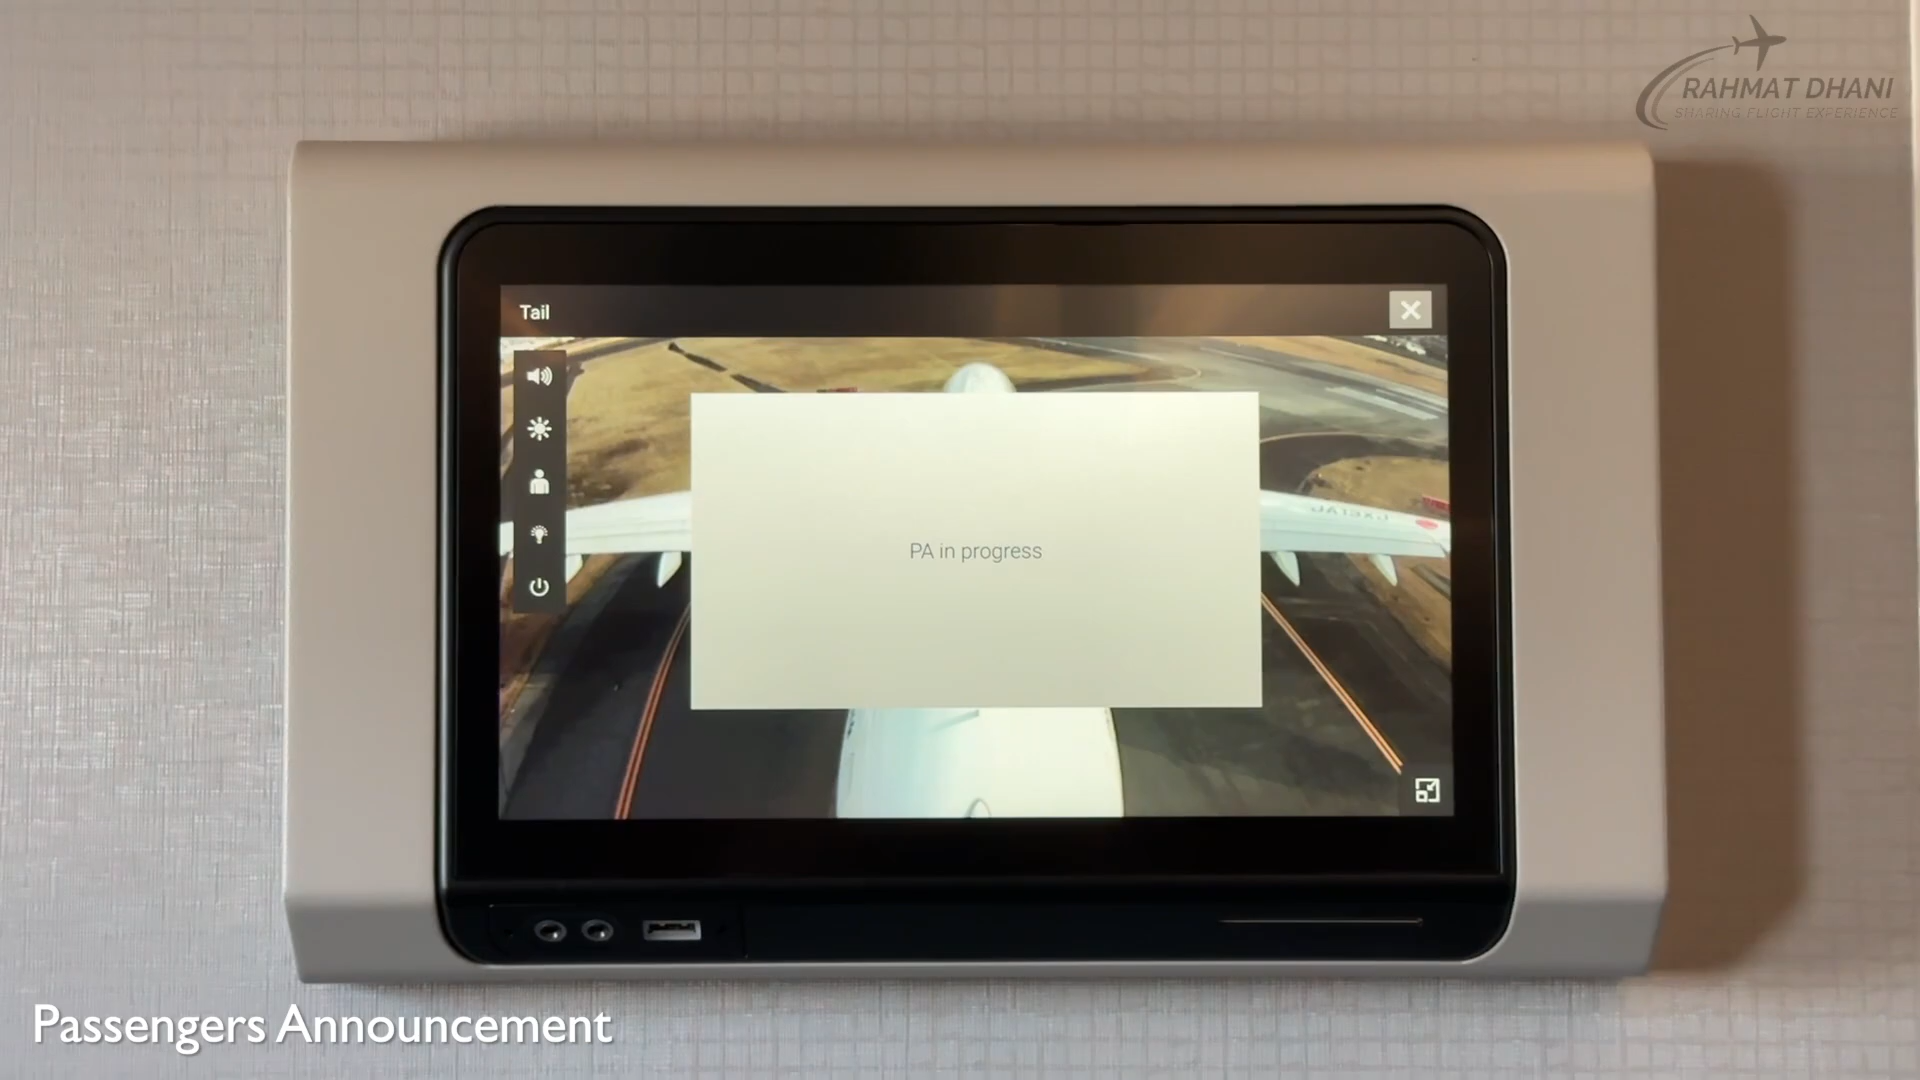 RAHMAT DHANI
SHARING FLIGHT EXPERIENCE
Tail
PA in progress
Passengers Announcement